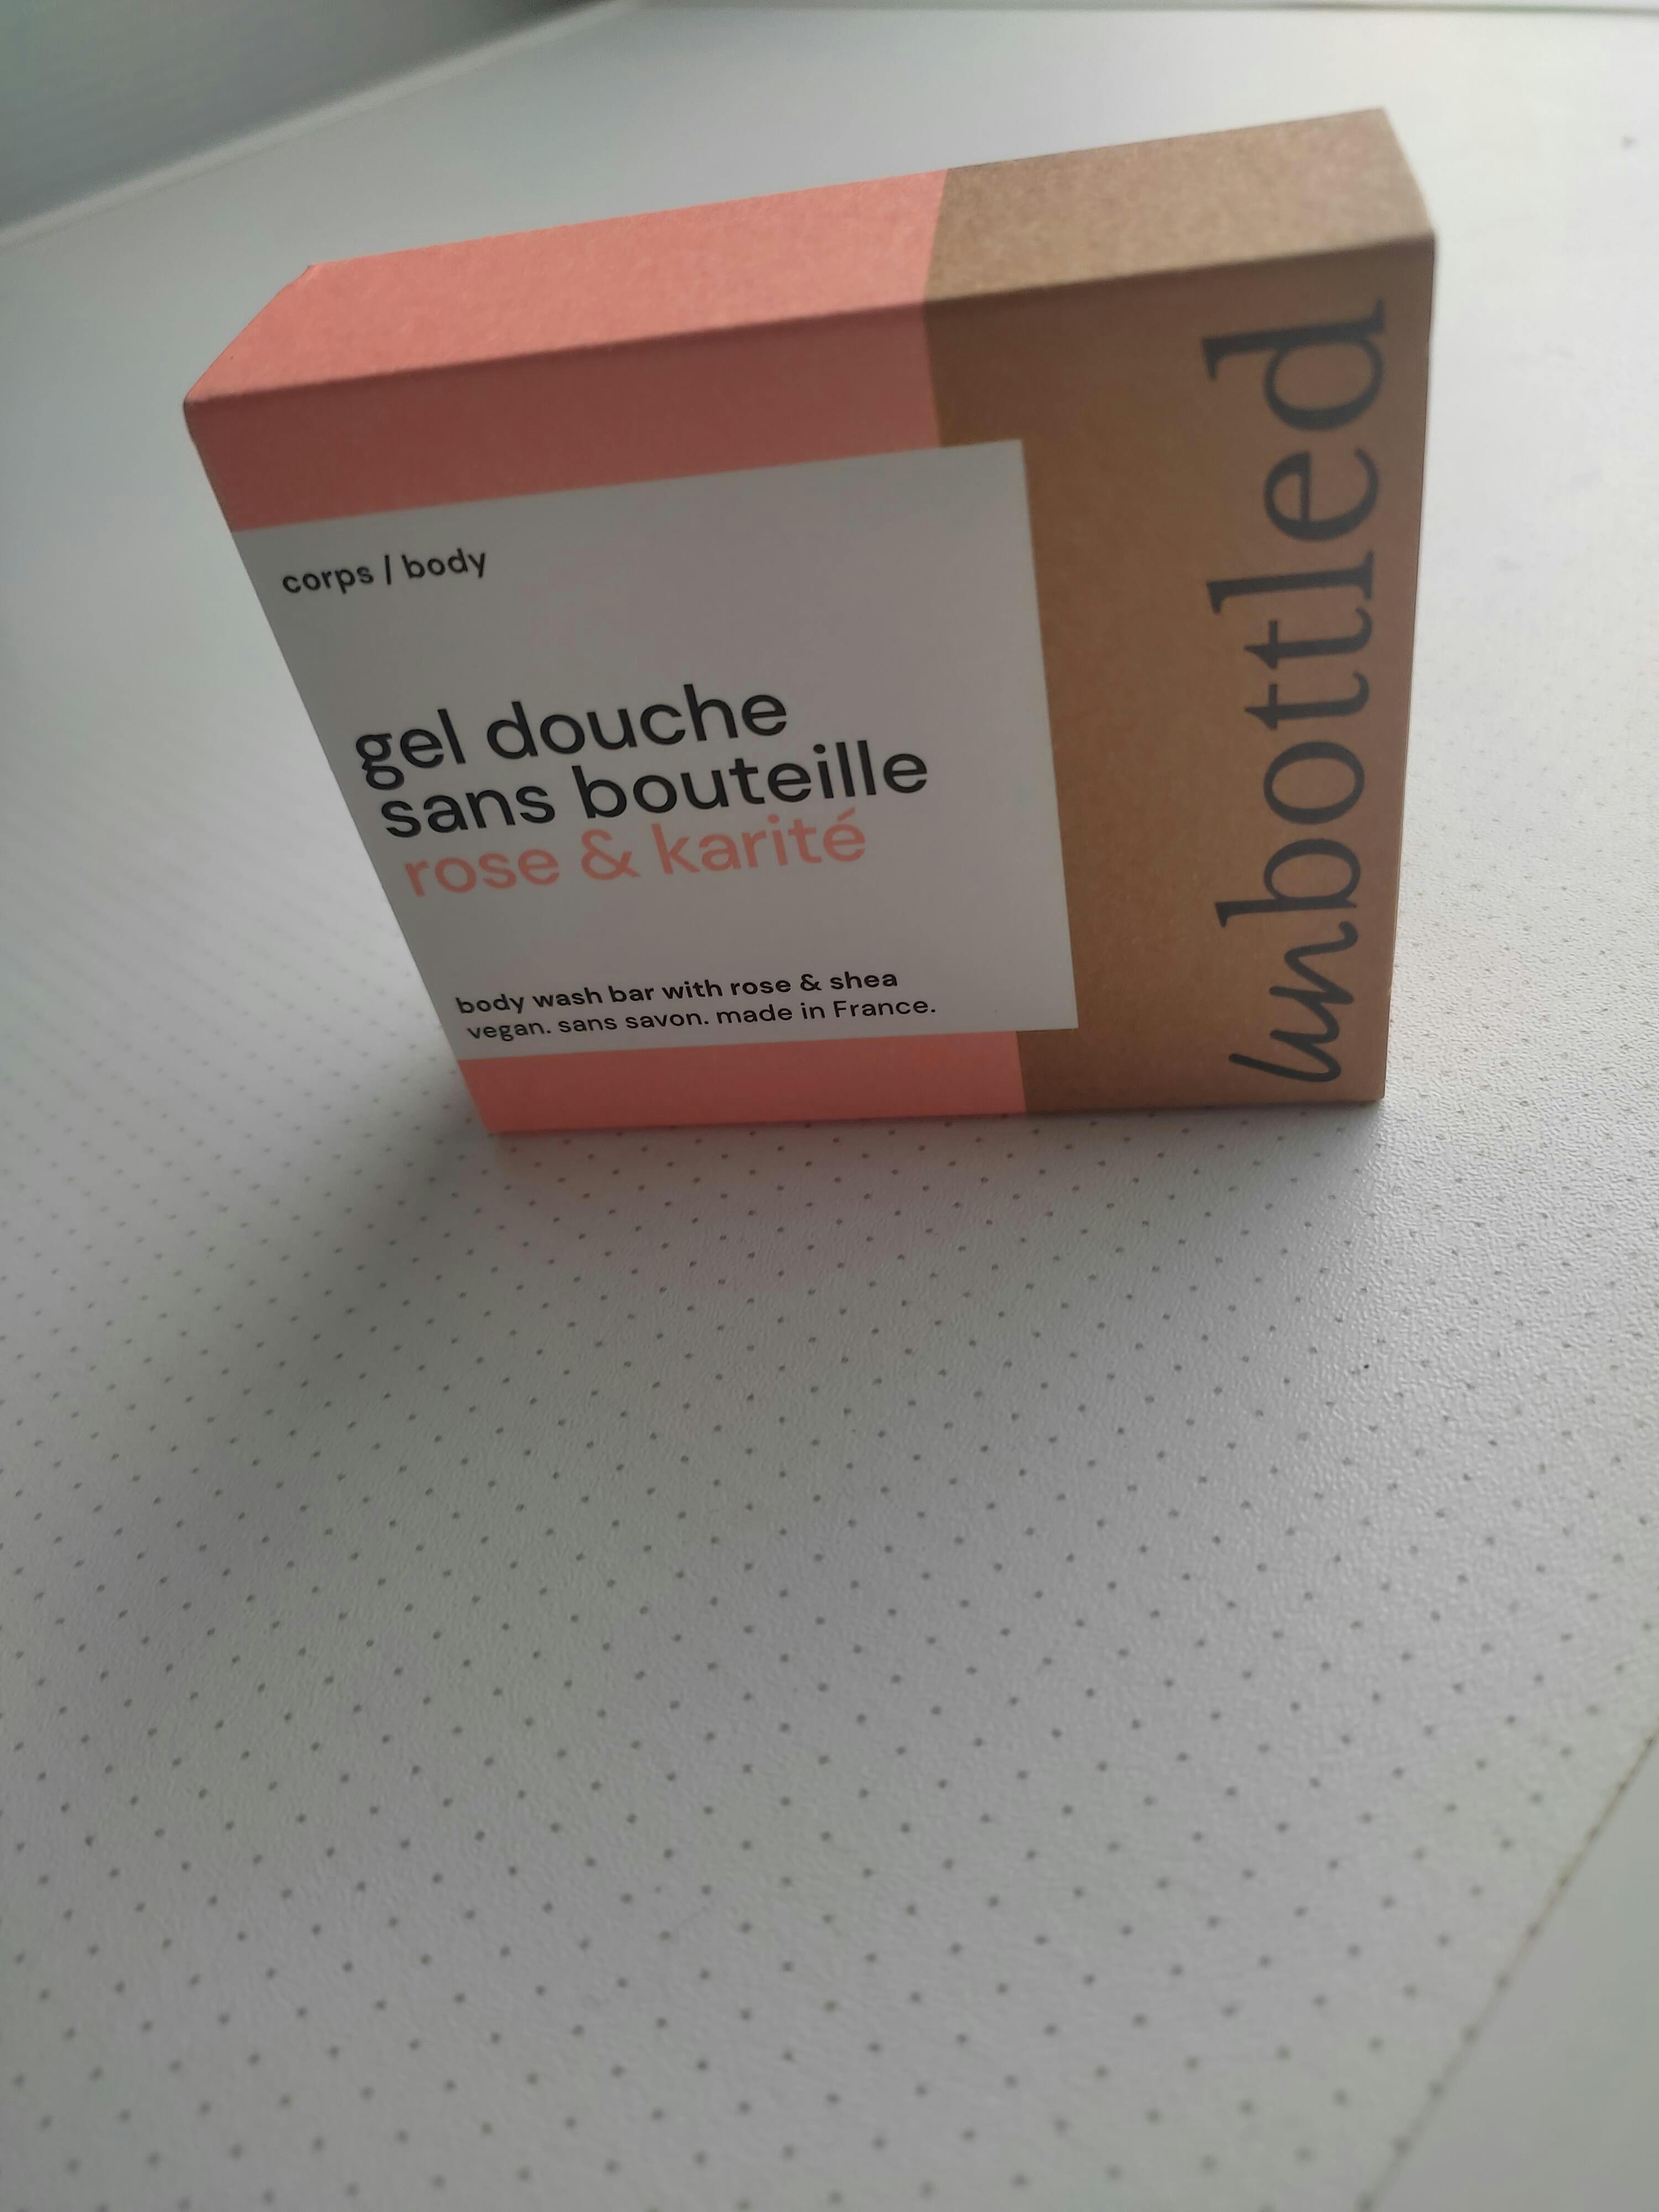 corps / body
gel douche
sans bouteille
rose & karité
body wash bar with rose & shea
vegan. sans savon. made in France.
unbottled